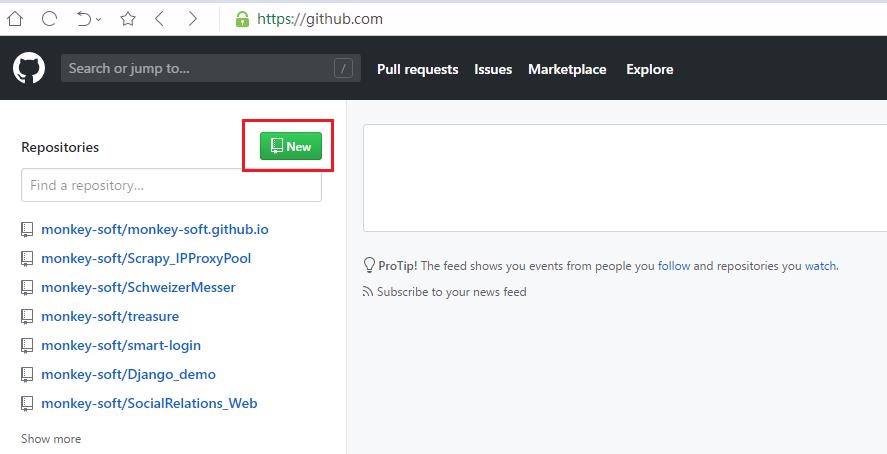 https://github.com
Search or jump to... /
Pull requests Issues Marketplace Explore
Repositories
New
Find a repository...
monkey-soft/monkey-soft.github.io
monkey-soft/Scrapy_IPProxyPool
monkey-soft/SchweizerMesser
monkey-soft/treasure
monkey-soft/smart-login
monkey-soft/Django_demo
monkey-soft/SocialRelations_Web
Show more
ProTip! The feed shows you events from people you follow and repositories you watch.
Subscribe to your news feed